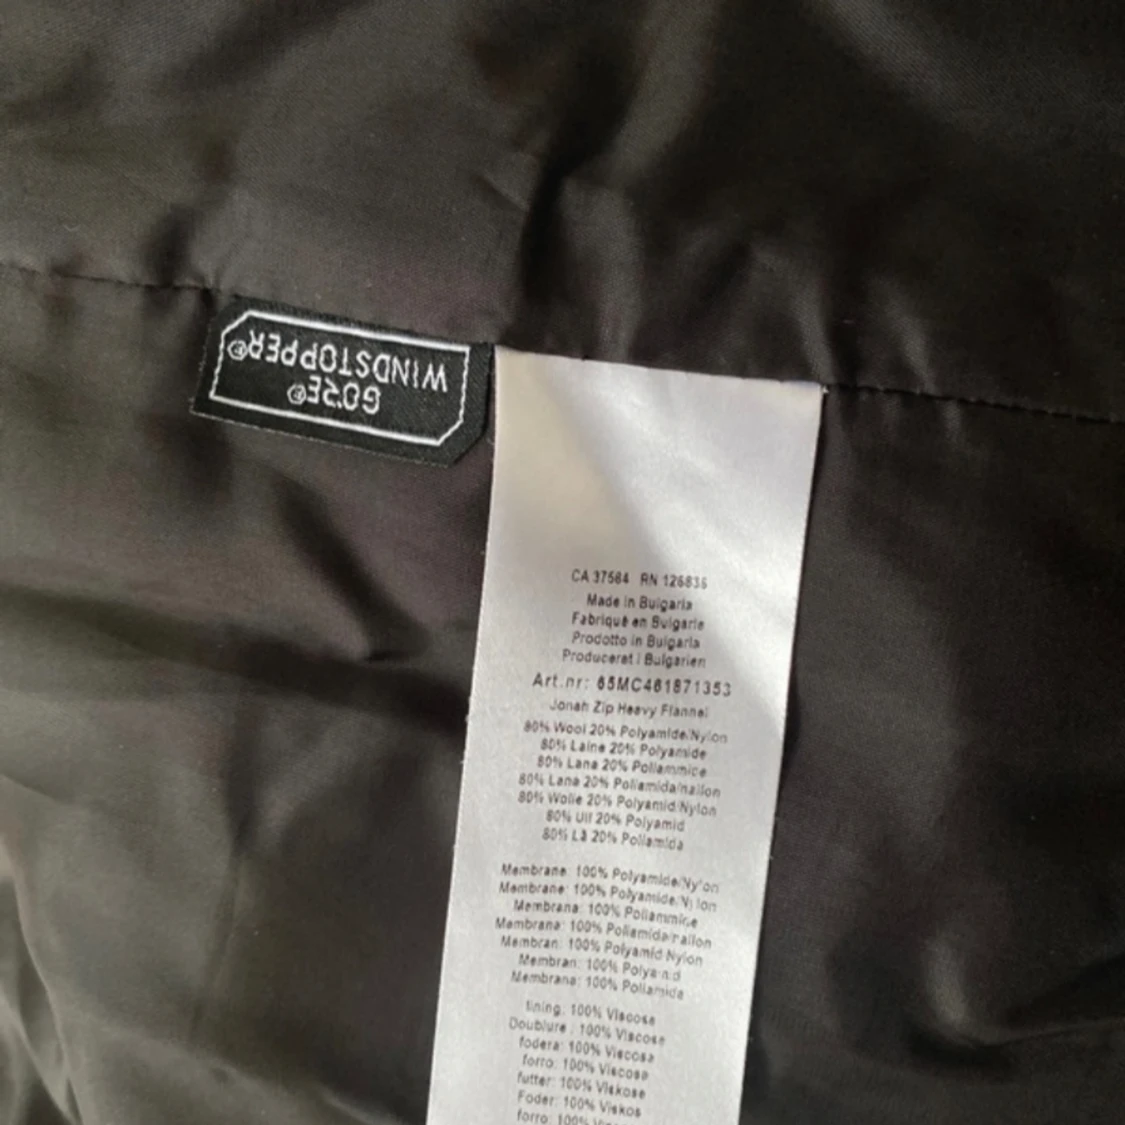 GORE®
WINDSTOPPER®
CA 37584 RN 126836
Made in Bulgaria
Fabriqué en Bulgarie
Prodotto in Bulgaria
Producerat i Bulgarien
Art.nr: 65MC461871353
Jonah Zip Heavy Flannel
80% Wool 20% Polyamide/Nylon
80% Laine 20% Polyamide
80% Lana 20% Poliammice
80% Lana 20% Poliamida/nailon
80% Wolle 20% Polyamid/Nylon
80% Ull 20% Polyamid
80% Lã 20% Poliamida
Membrane: 100% Polyamide/Nylon
Membrane: 100% Polyamide/Nylon
Membrana: 100% Poliammice
Membrana: 100% Poliamida/nailon
Membran: 100% Polyamid Nylon
Membran: 100% Polyamid
Membrana: 100% Poliamida
lining: 100% Viscose
Doublure : 100% Viscose
fodera: 100% Viscosa
forro: 100% Viscosa
futter: 100% Viskose
Foder: 100% Viskos
forro: 100%